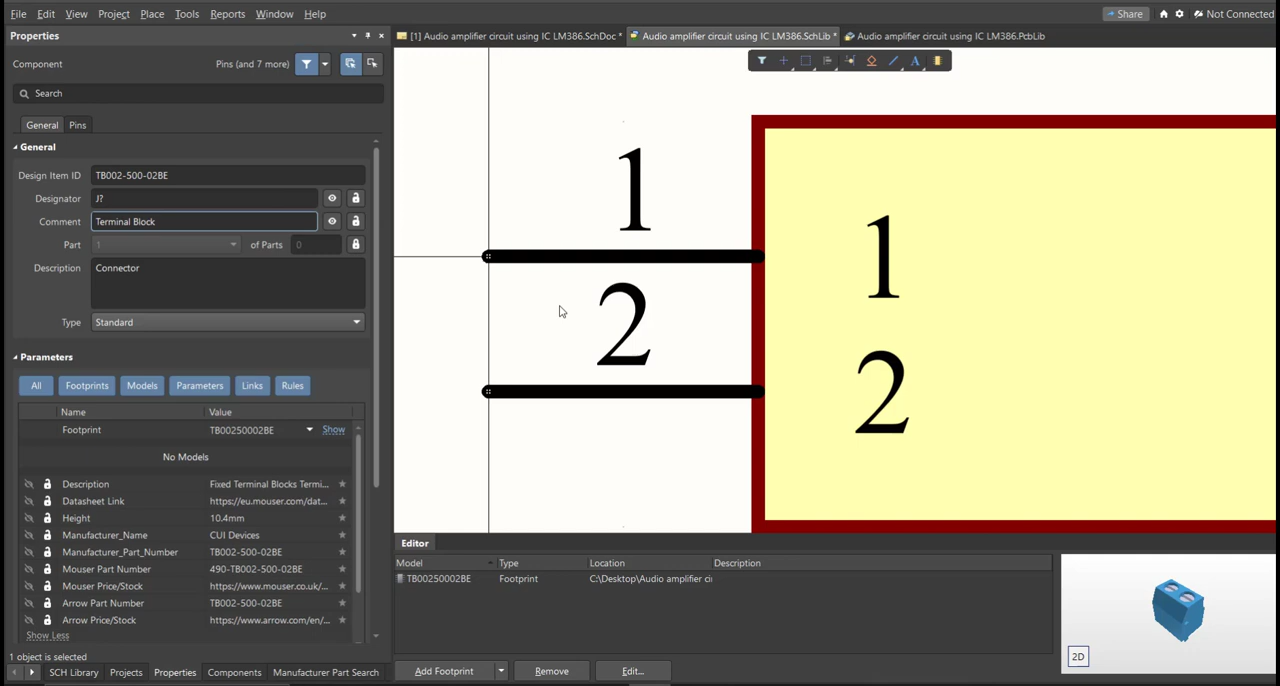 File Edit View Project Place Tools Reports Window Help Share Not Connected
Properties
[1] Audio amplifier circuit using IC LM386.SchDoc * Audio amplifier circuit using IC LM386.SchLib * Audio amplifier circuit using IC LM386.PcbLib
Component Pins (and 7 more)
Search
General Pins
General
Design Item ID TB002-500-02BE
Designator J?
Comment Terminal Block
Part 1 of Parts 0
Description Connector
Type Standard
Parameters
All Footprints Models Parameters Links Rules
Name Value
Footprint TB00250002BE Show
No Models
Description Fixed Terminal Blocks Termi...
Datasheet Link https://eu.mouser.com/dat...
Height 10.4mm
Manufacturer_Name CUI Devices
Manufacturer_Part_Number TB002-500-02BE
Mouser Part Number 490-TB002-500-02BE
Mouser Price/Stock https://www.mouser.co.uk/...
Arrow Part Number TB002-500-02BE
Arrow Price/Stock https://www.arrow.com/en/...
Show Less
1 object is selected
SCH Library Projects Properties Components Manufacturer Part Search
1
1
2
2
Editor
Model Type Location Description
TB00250002BE Footprint C:\Desktop\Audio amplifier ci
2D
Add Footprint Remove Edit...